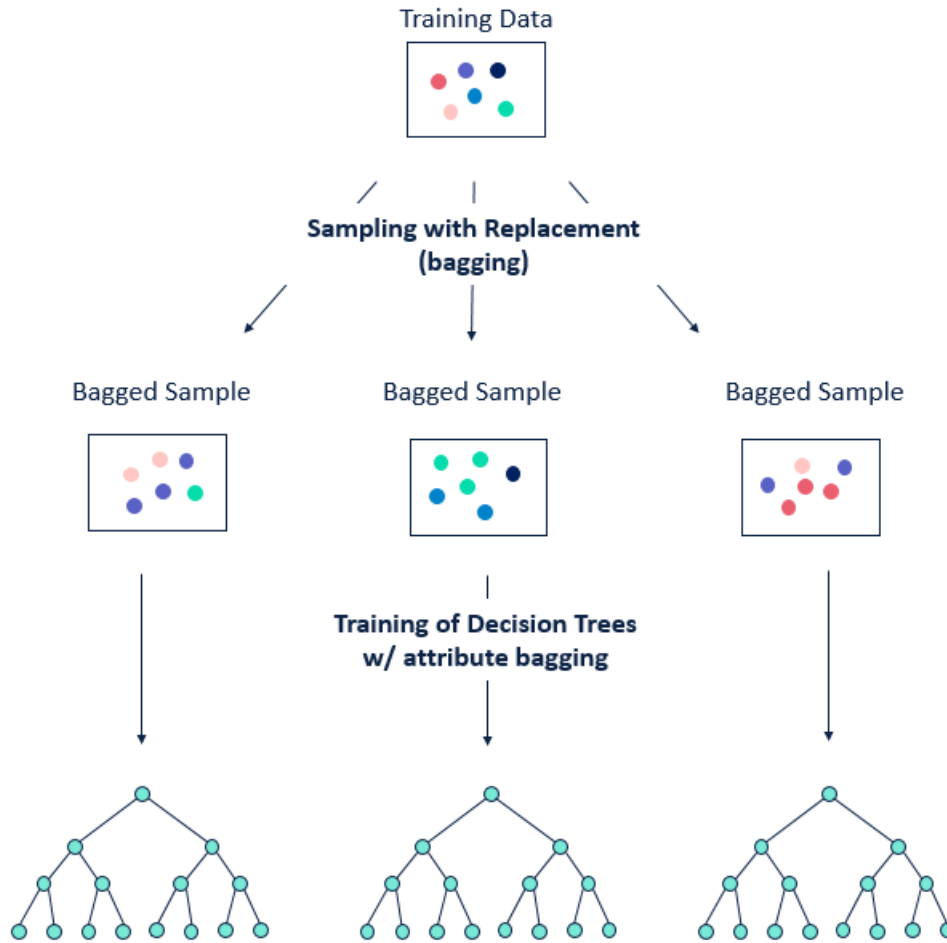 Training Data
Sampling with Replacement
(bagging)
Bagged Sample
Bagged Sample
Bagged Sample
Training of Decision Trees
w/ attribute bagging